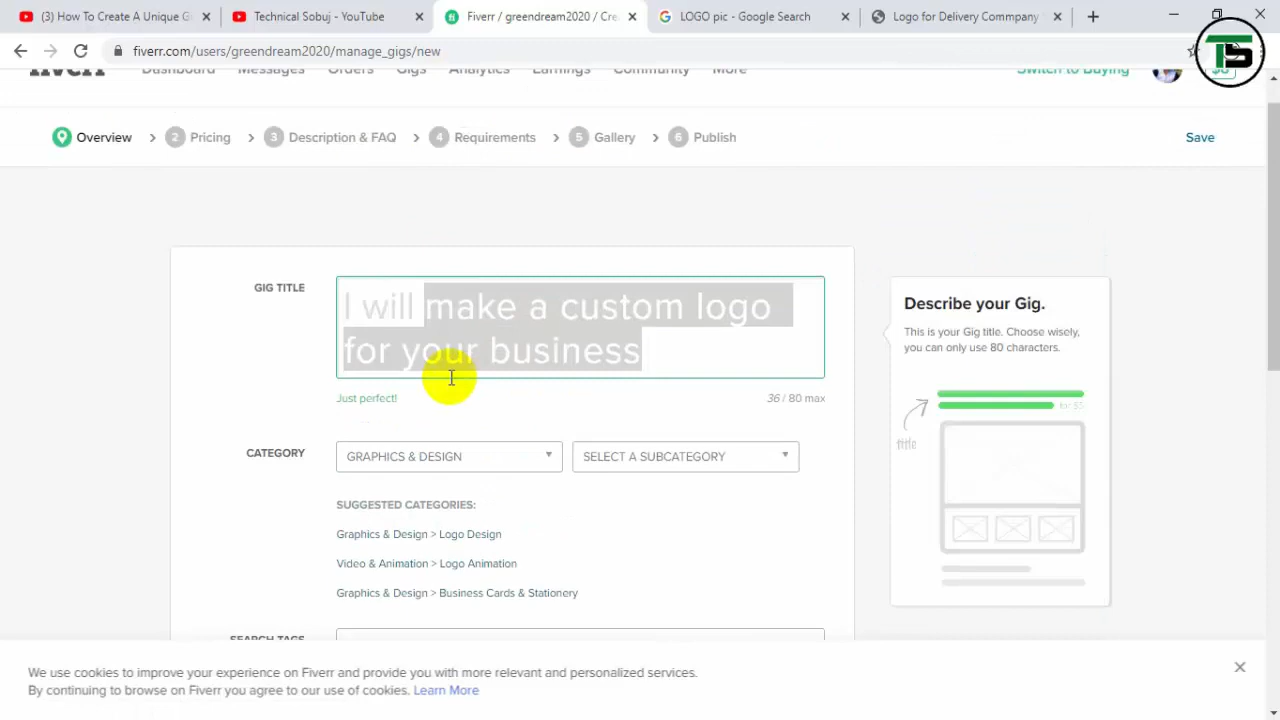 (3) How To Create A Unique G
Technical Sobuj - YouTube
Fiverr / greendream2020 / Cre
LOGO pic - Google Search
Logo for Delivery Commpany
fiverr.com/users/greendream2020/manage_gigs/new
TS
fiverr Dashboard Messages Orders Gigs Analytics Earnings Community More Switch to Buying
Overview 2 Pricing 3 Description & FAQ 4 Requirements 5 Gallery 6 Publish Save
GIG TITLE
I will make a custom logo
for your business
Just perfect! 36 / 80 max
CATEGORY GRAPHICS & DESIGN SELECT A SUBCATEGORY
SUGGESTED CATEGORIES:
Graphics & Design > Logo Design
Video & Animation > Logo Animation
Graphics & Design > Business Cards & Stationery
SEARCH TAGS
Describe your Gig.
This is your Gig title. Choose wisely,
you can only use 80 characters.
for $5
title
We use cookies to improve your experience on Fiverr and provide you with more relevant and personalized services.
By continuing to browse on Fiverr you agree to our use of cookies. Learn More